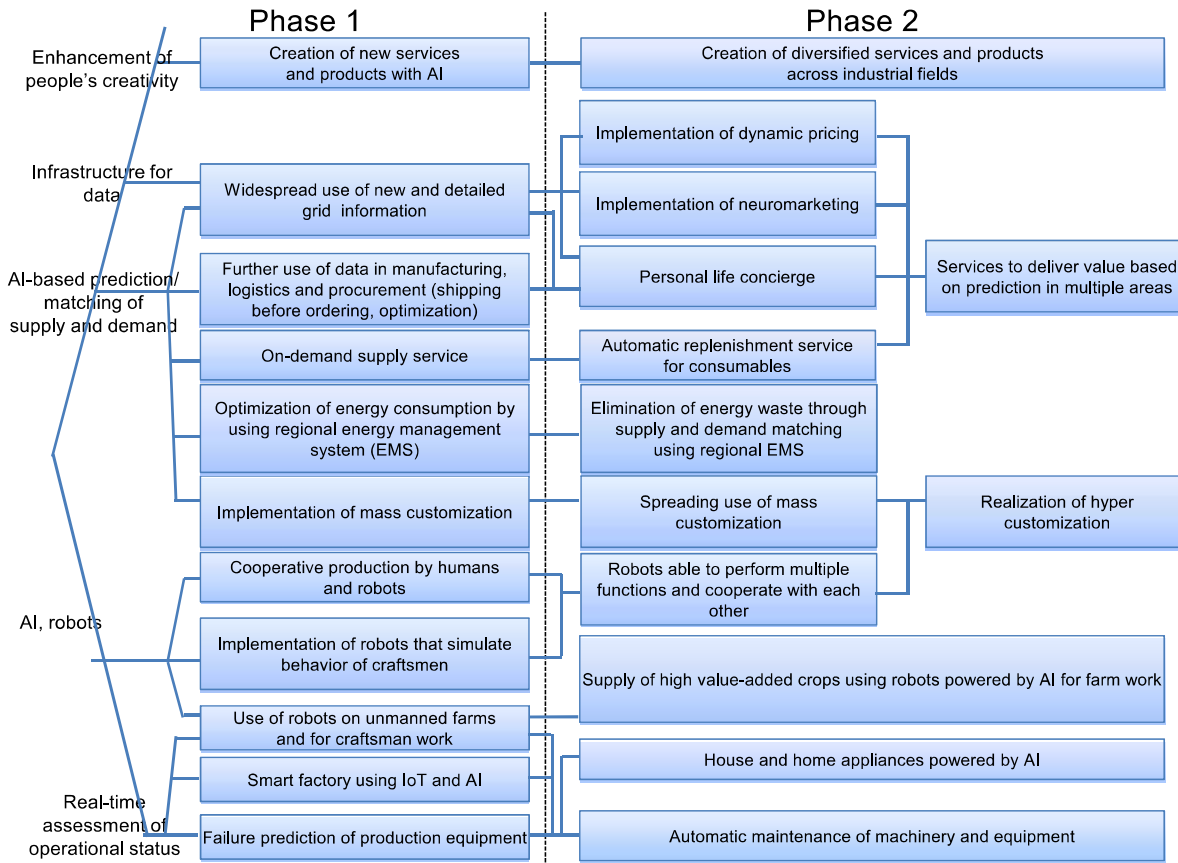 Phase 1
Phase 2
Enhancement of
people's creativity
Creation of new services
and products with AI
Creation of diversified services and products
across industrial fields
Infrastructure for
data
Widespread use of new and detailed
grid information
Implementation of dynamic pricing
Implementation of neuromarketing
AI-based prediction/
matching of
supply and demand
Further use of data in manufacturing,
logistics and procurement (shipping
before ordering, optimization)
Personal life concierge
Services to deliver value based
on prediction in multiple areas
On-demand supply service
Automatic replenishment service
for consumables
Optimization of energy consumption by
using regional energy management
system (EMS)
Elimination of energy waste through
supply and demand matching
using regional EMS
Implementation of mass customization
Spreading use of mass
customization
Realization of hyper
customization
AI, robots
Cooperative production by humans
and robots
Robots able to perform multiple
functions and cooperate with each
other
Implementation of robots that simulate
behavior of craftsmen
Supply of high value-added crops using robots powered by AI for farm work
Use of robots on unmanned farms
and for craftsman work
Smart factory using IoT and AI
House and home appliances powered by AI
Real-time
assessment of
operational status
Failure prediction of production equipment
Automatic maintenance of machinery and equipment